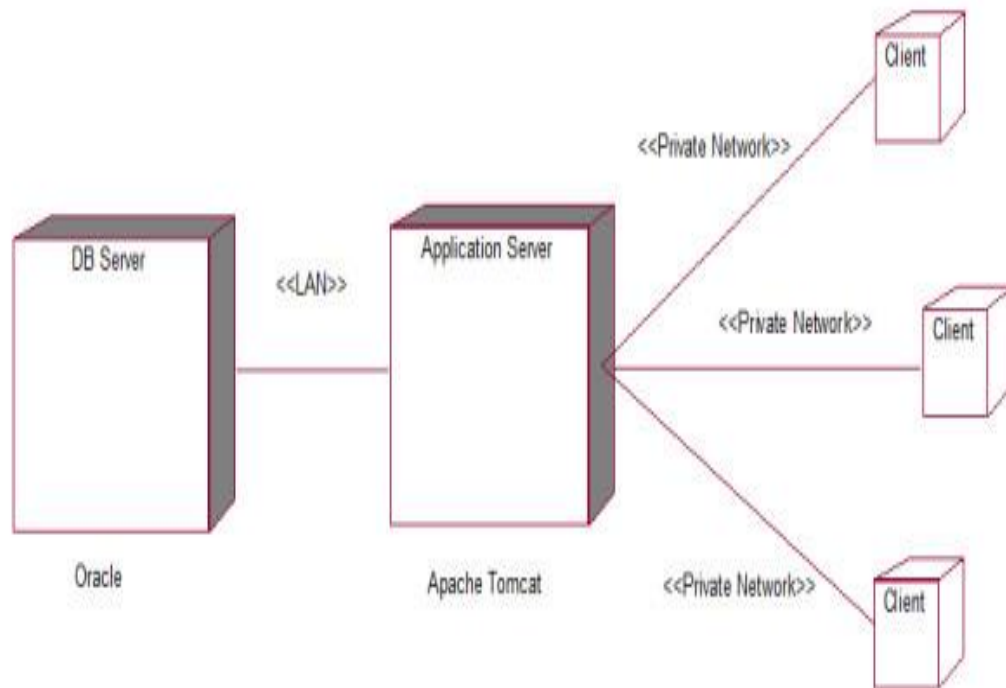 Client
<<Private Network>>
DB Server
Application Server
<<LAN>>
<<Private Network>>
Client
Oracle
Apache Tomcat
<<Private Network>>
Client